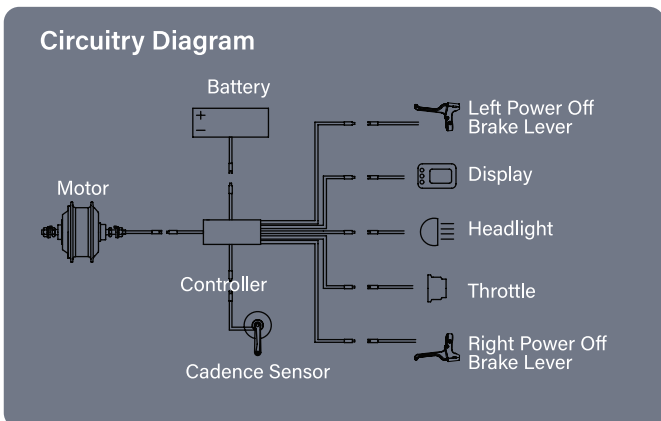 Circuitry Diagram
Battery
+
−
Left Power Off
Brake Lever
Display
Motor
Headlight
Controller
Throttle
Right Power Off
Brake Lever
Cadence Sensor